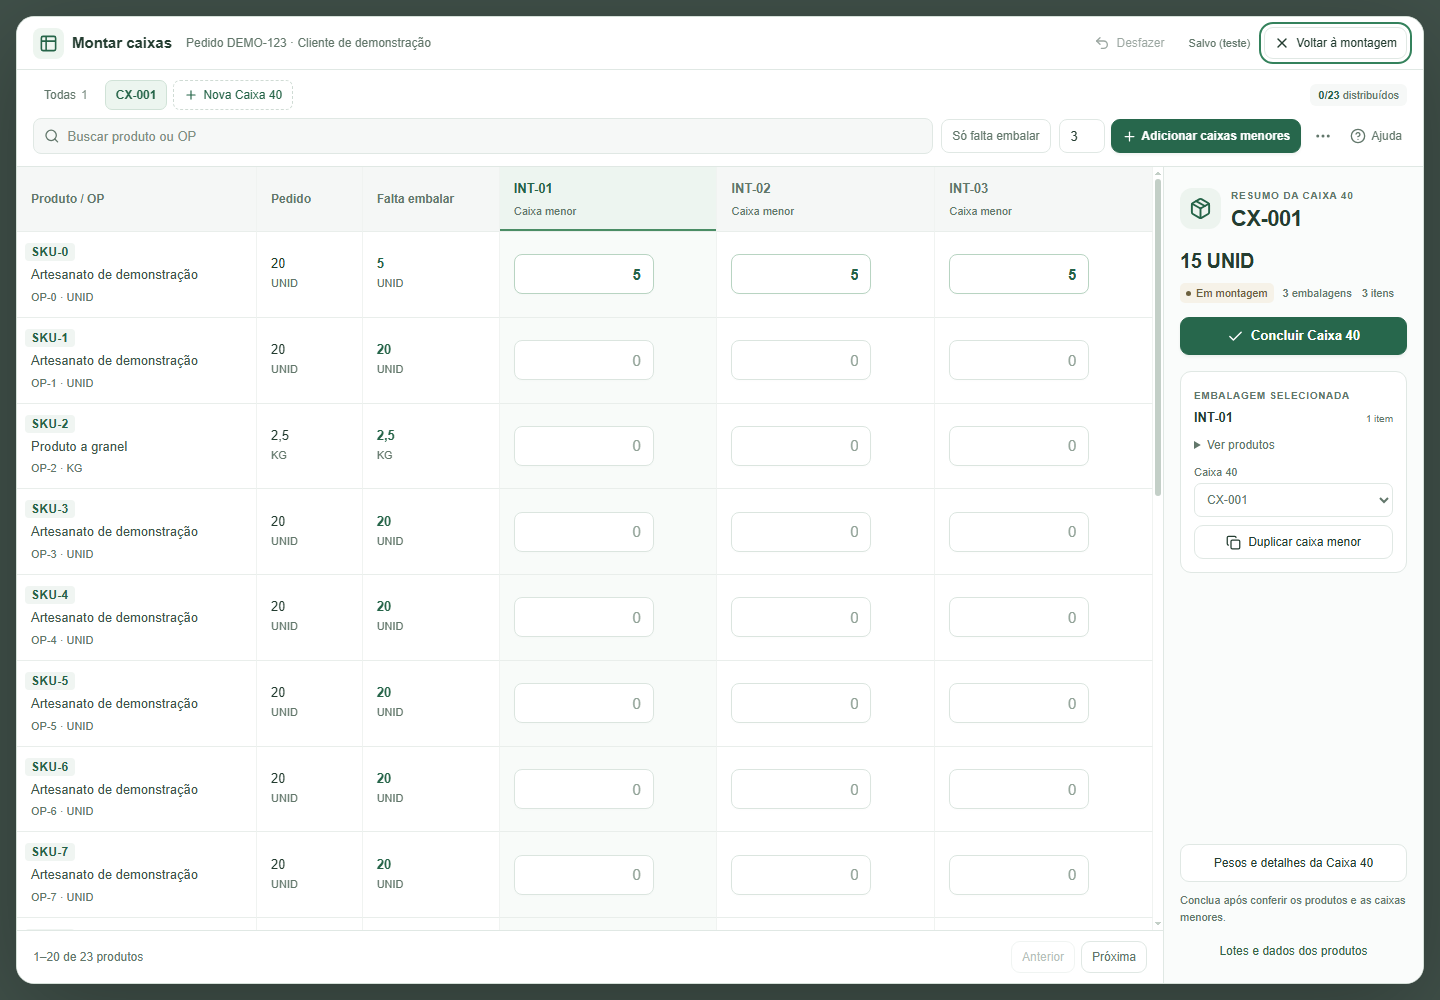 Montar caixas
Pedido DEMO-123 · Cliente de demonstração
Desfazer
Salvo (teste)
Voltar à montagem
Todas 1
CX-001
Nova Caixa 40
0/23 distribuídos
Buscar produto ou OP
Só falta embalar
3
Adicionar caixas menores
Ajuda
Produto / OP
Pedido
Falta embalar
INT-01
Caixa menor
INT-02
Caixa menor
INT-03
Caixa menor
SKU-0
Artesanato de demonstração
OP-0 · UNID
20
UNID
5
UNID
5
5
5
SKU-1
Artesanato de demonstração
OP-1 · UNID
20
UNID
20
UNID
0
0
0
SKU-2
Produto a granel
OP-2 · KG
2,5
KG
2,5
KG
0
0
0
SKU-3
Artesanato de demonstração
OP-3 · UNID
20
UNID
20
UNID
0
0
0
SKU-4
Artesanato de demonstração
OP-4 · UNID
20
UNID
20
UNID
0
0
0
SKU-5
Artesanato de demonstração
OP-5 · UNID
20
UNID
20
UNID
0
0
0
SKU-6
Artesanato de demonstração
OP-6 · UNID
20
UNID
20
UNID
0
0
0
SKU-7
Artesanato de demonstração
OP-7 · UNID
20
UNID
20
UNID
0
0
0
1–20 de 23 produtos
Anterior
Próxima
RESUMO DA CAIXA 40
CX-001
15 UNID
Em montagem
3 embalagens
3 itens
Concluir Caixa 40
EMBALAGEM SELECIONADA
INT-01
1 item
Ver produtos
Caixa 40
CX-001
Duplicar caixa menor
Pesos e detalhes da Caixa 40
Conclua após conferir os produtos e as caixas
menores.
Lotes e dados dos produtos